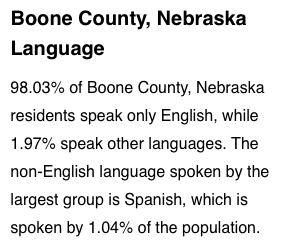 Boone County, Nebraska
Language
98.03% of Boone County, Nebraska
residents speak only English, while
1.97% speak other languages. The
non-English language spoken by the
largest group is Spanish, which is
spoken by 1.04% of the population.